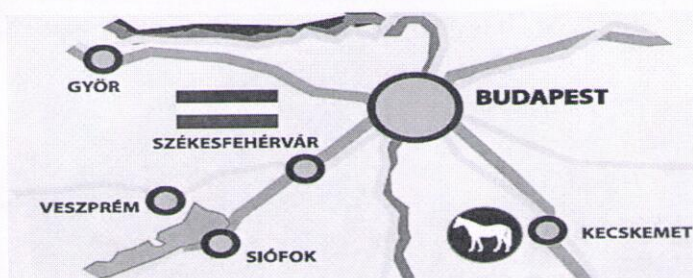 GYÖR
BUDAPEST
SZÉKESFEHÉRVÁR
VESZPRÉM
SIÓFOK
KECSKEMET